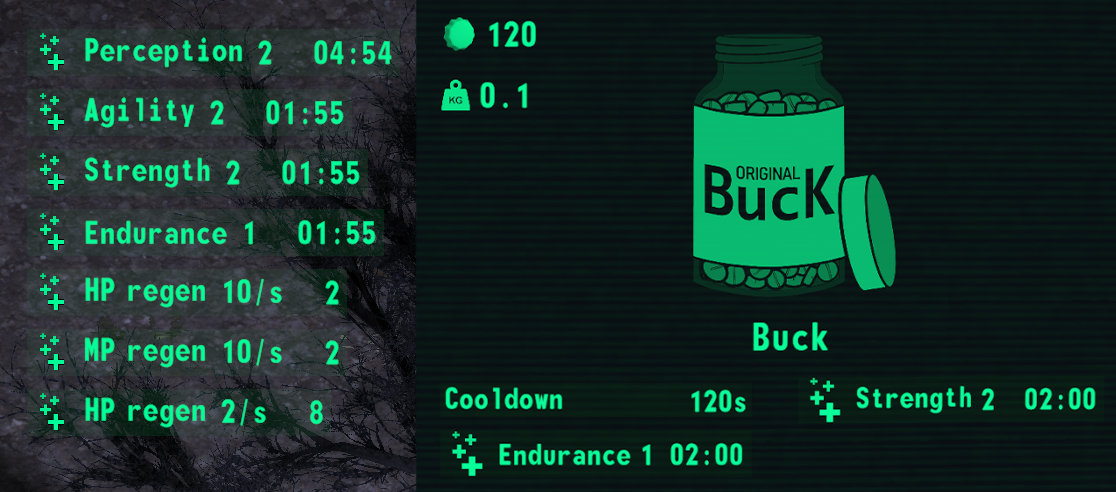 Perception 2 04:54
Agility 2 01:55
Strength 2 01:55
Endurance 1 01:55
HP regen 10/s 2
MP regen 10/s 2
HP regen 2/s 8
120
KG 0.1
ORIGINAL
Buck
Buck
Cooldown 120s
Strength 2 02:00
Endurance 1 02:00